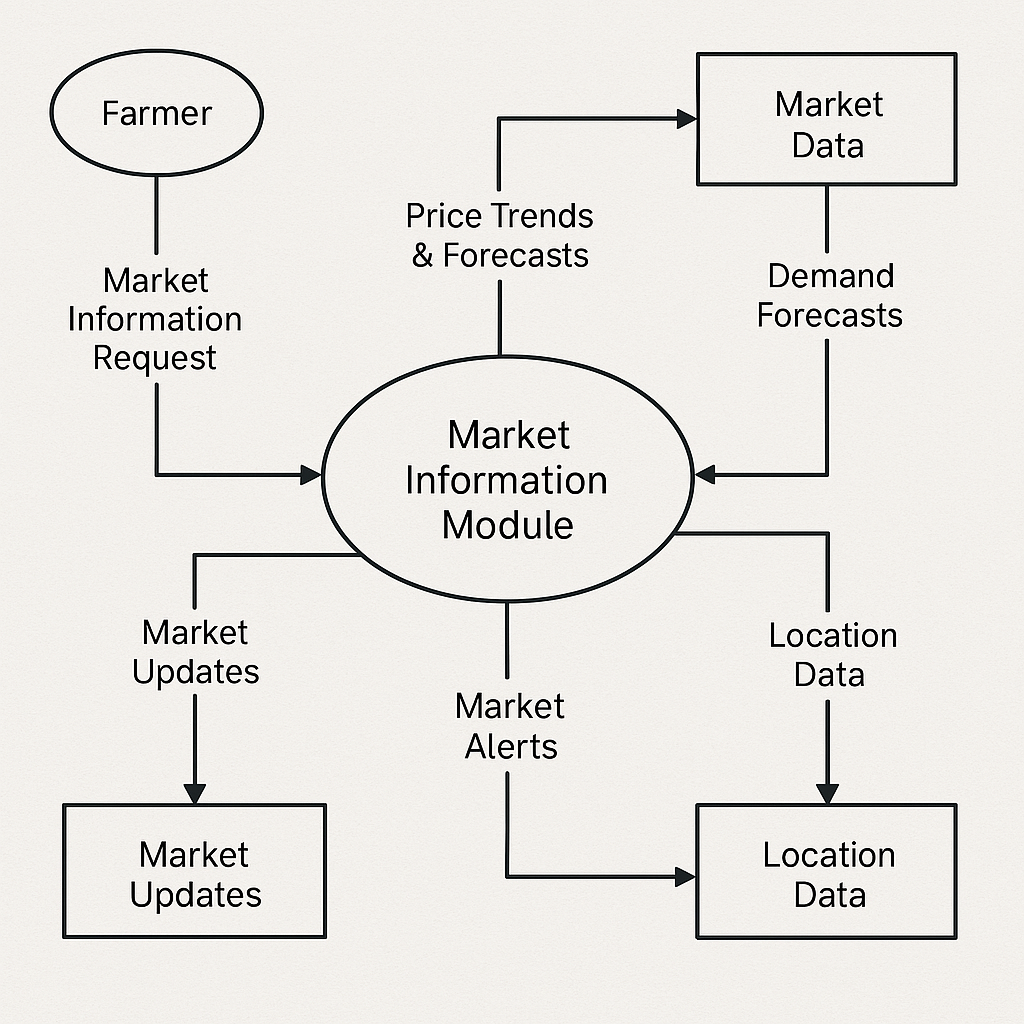 Farmer
Market
Information
Request
Price Trends
& Forecasts
Market
Data
Demand
Forecasts
Market
Information
Module
Market
Updates
Market
Alerts
Location
Data
Market
Updates
Location
Data